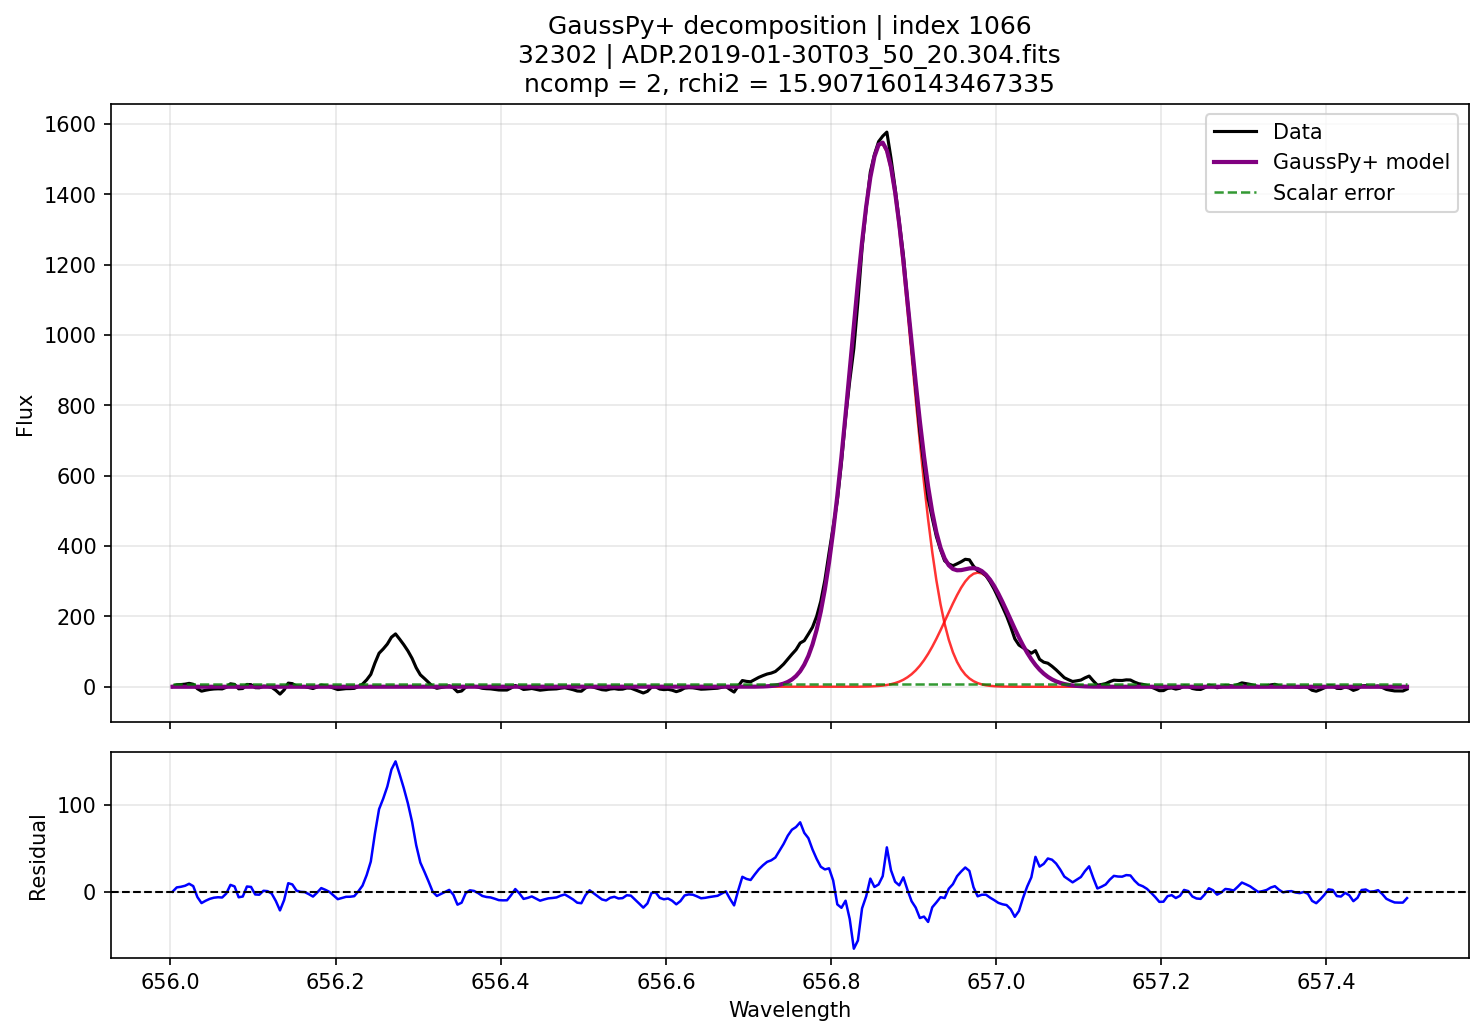 GaussPy+ decomposition | index 1066
32302 | ADP.2019-01-30T03_50_20.304.fits
ncomp = 2, rchi2 = 15.907160143467335
Data
GaussPy+ model
Scalar error
1600
1400
1200
1000
800
600
400
200
0
Flux
100
0
Residual
656.0 656.2 656.4 656.6 656.8 657.0 657.2 657.4
Wavelength